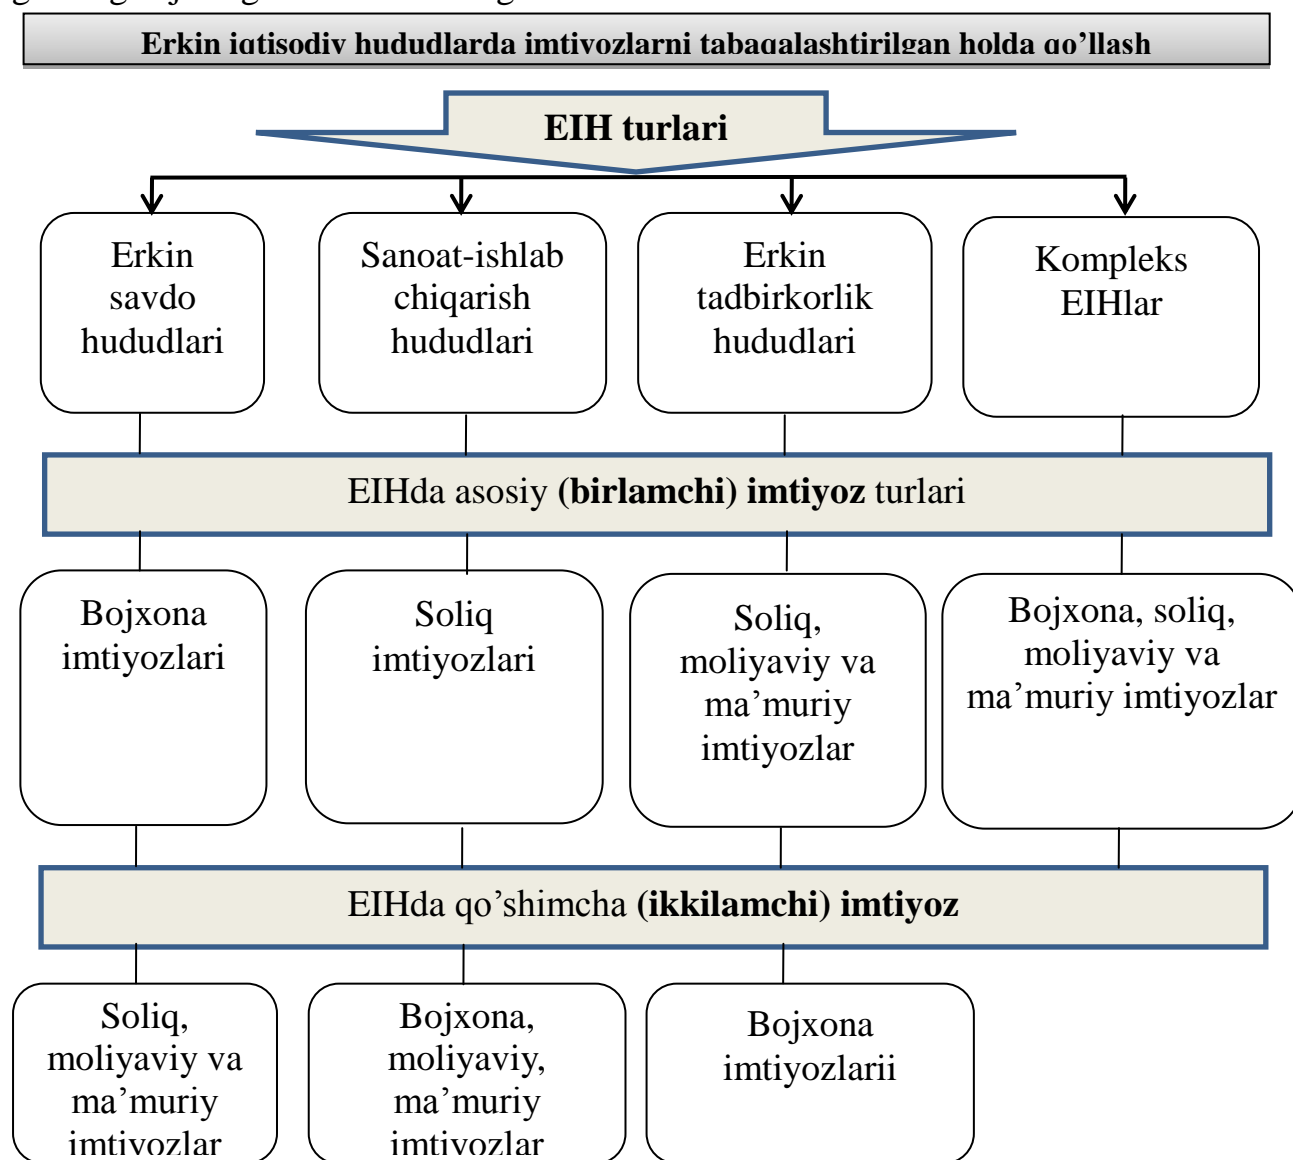 Erkin iqtisodiy hududlarda imtiyozlarni tabaqalashtirilgan holda qo’llash
EIH turlari
Erkin
savdo
hududlari
Sanoat-ishlab
chiqarish
hududlari
Erkin
tadbirkorlik
hududlari
Kompleks
EIHlar
EIHda asosiy (birlamchi) imtiyoz turlari
Bojxona
imtiyozlari
Soliq
imtiyozlari
Soliq,
moliyaviy va
ma’muriy
imtiyozlar
Bojxona, soliq,
moliyaviy va
ma’muriy imtiyozlar
EIHda qo’shimcha (ikkilamchi) imtiyoz
Soliq,
moliyaviy va
ma’muriy
imtiyozlar
Bojxona,
moliyaviy,
ma’muriy
imtiyozlar
Bojxona
imtiyozlarii